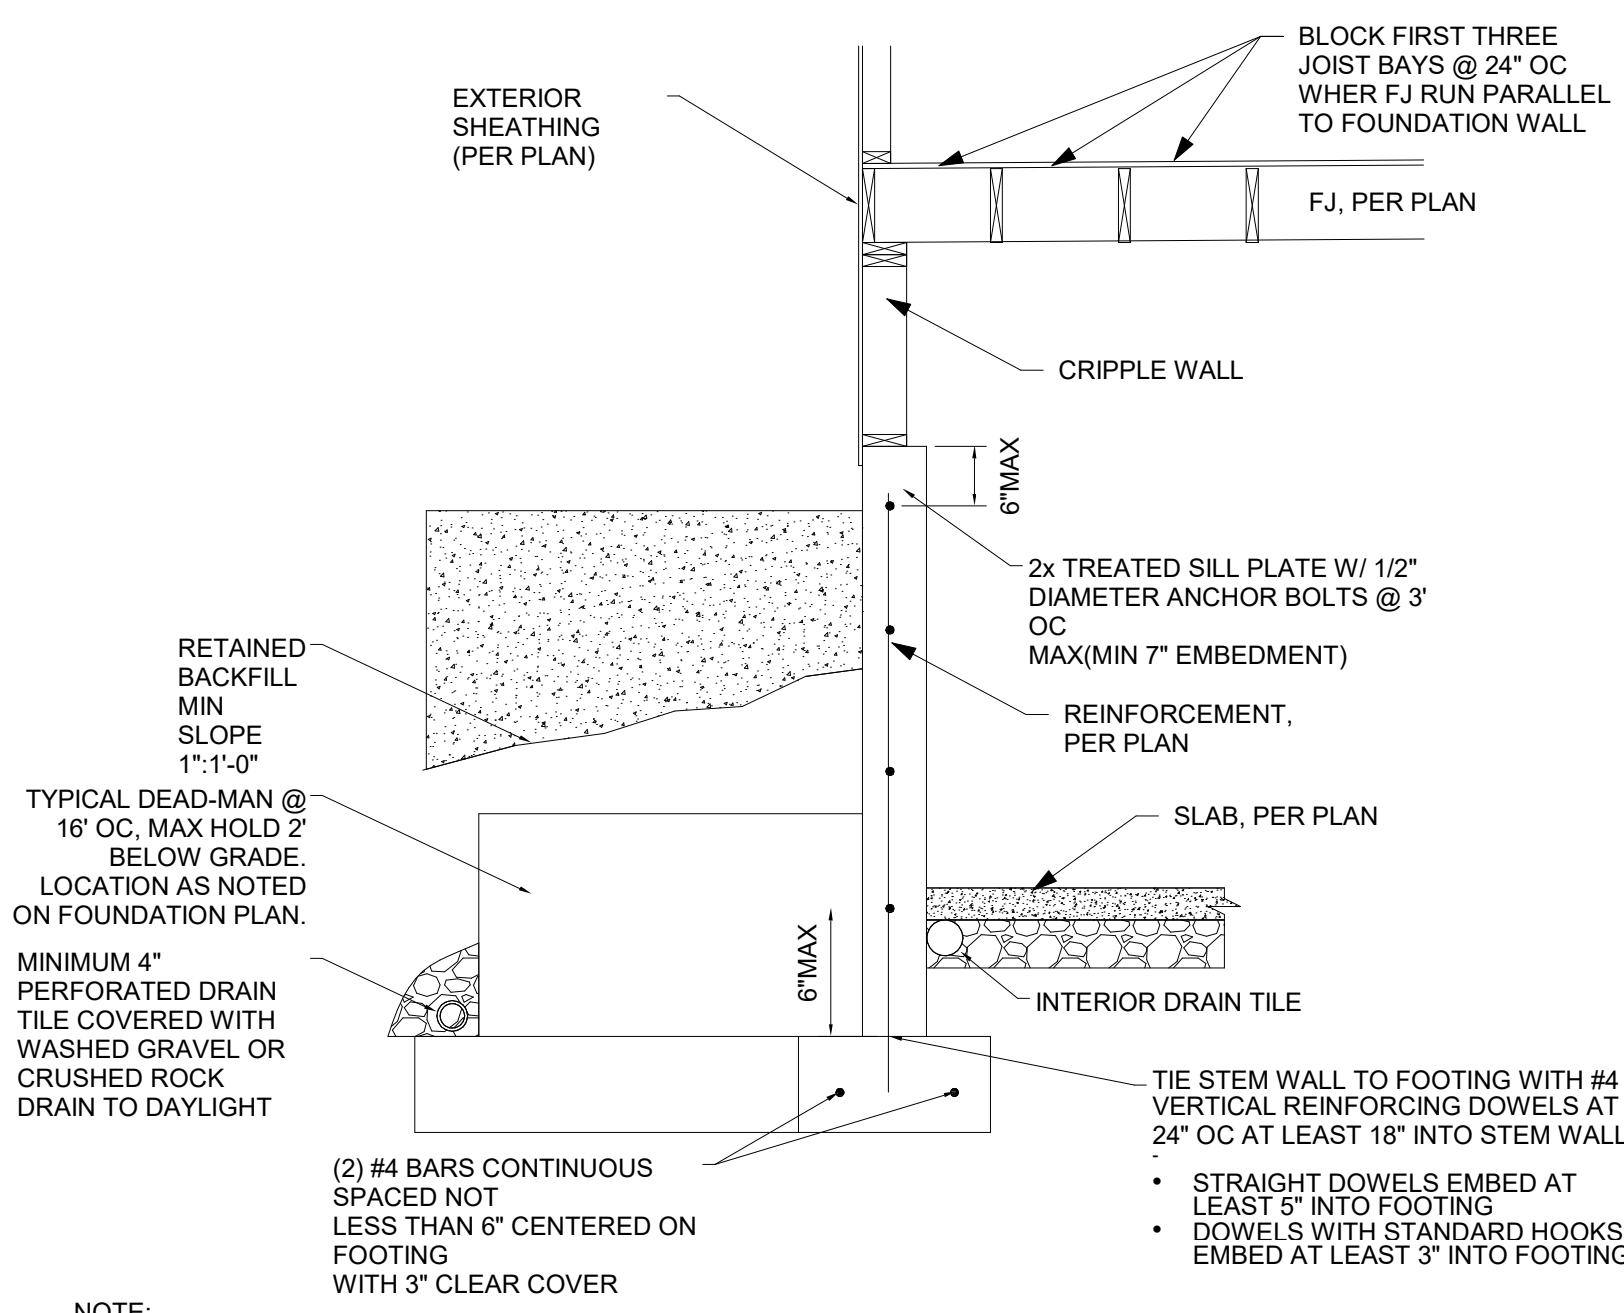 BLOCK FIRST THREE
JOIST BAYS @ 24" OC
WHER FJ RUN PARALLEL
TO FOUNDATION WALL
EXTERIOR
SHEATHING
(PER PLAN)
FJ, PER PLAN
CRIPPLE WALL
6"MAX
2x TREATED SILL PLATE W/ 1/2"
DIAMETER ANCHOR BOLTS @ 3'
OC
MAX(MIN 7" EMBEDMENT)
RETAINED
BACKFILL
MIN
SLOPE
1":1'-0"
REINFORCEMENT,
PER PLAN
TYPICAL DEAD-MAN @
16' OC, MAX HOLD 2'
BELOW GRADE.
LOCATION AS NOTED
ON FOUNDATION PLAN.
SLAB, PER PLAN
6"MAX
MINIMUM 4"
PERFORATED DRAIN
TILE COVERED WITH
WASHED GRAVEL OR
CRUSHED ROCK
DRAIN TO DAYLIGHT
INTERIOR DRAIN TILE
TIE STEM WALL TO FOOTING WITH #4
VERTICAL REINFORCING DOWELS AT
24" OC AT LEAST 18" INTO STEM WALL
-
• STRAIGHT DOWELS EMBED AT
LEAST 5" INTO FOOTING
• DOWELS WITH STANDARD HOOKS
EMBED AT LEAST 3" INTO FOOTING
(2) #4 BARS CONTINUOUS
SPACED NOT
LESS THAN 6" CENTERED ON
FOOTING
WITH 3" CLEAR COVER
NOTE: